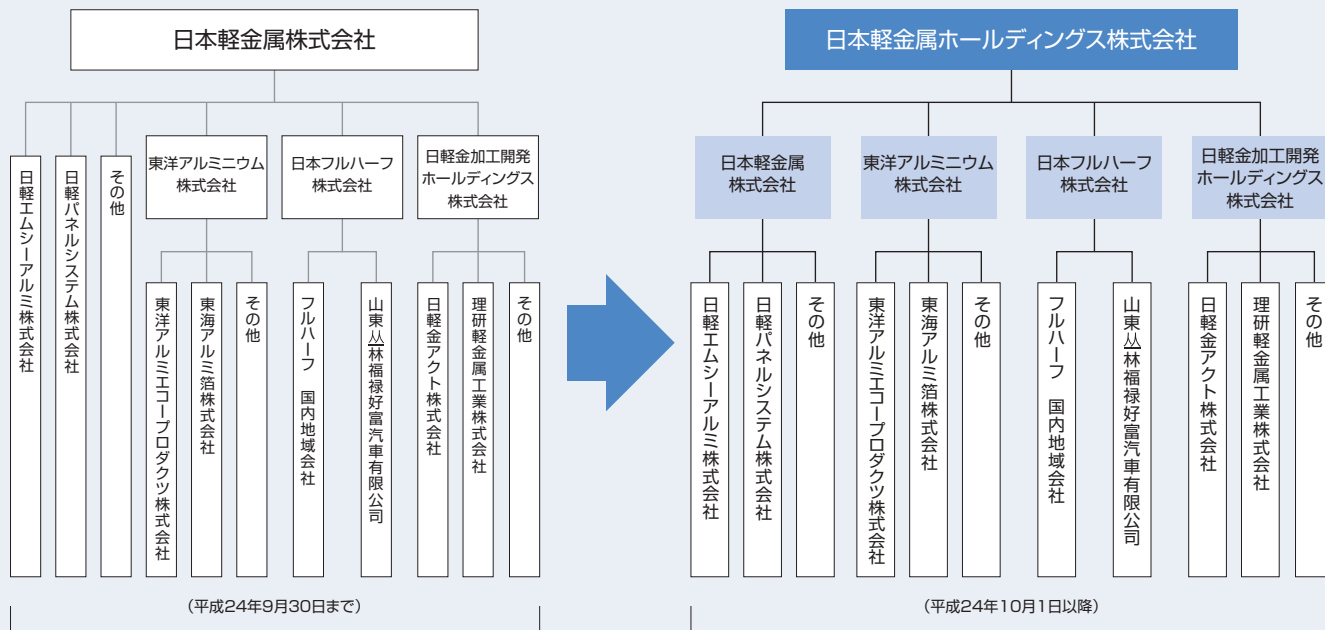 日本軽金属株式会社
日軽エムシーアルミ株式会社
日軽パネルシステム株式会社
その他
東洋アルミニウム
株式会社
東洋アルミエコープロダクツ株式会社
東海アルミ箔株式会社
その他
日本フルハーフ
株式会社
フルハーフ 国内地域会社
山東丛林福禄好富汽車有限公司
日軽金加工開発
ホールディングス
株式会社
日軽金アクト株式会社
理研軽金属工業株式会社
その他
(平成24年9月30日まで)
日本軽金属ホールディングス株式会社
日本軽金属
株式会社
日軽エムシーアルミ株式会社
日軽パネルシステム株式会社
その他
東洋アルミニウム
株式会社
東洋アルミエコープロダクツ株式会社
東海アルミ箔株式会社
その他
日本フルハーフ
株式会社
フルハーフ 国内地域会社
山東丛林福禄好富汽車有限公司
日軽金加工開発
ホールディングス
株式会社
日軽金アクト株式会社
理研軽金属工業株式会社
その他
(平成24年10月1日以降)